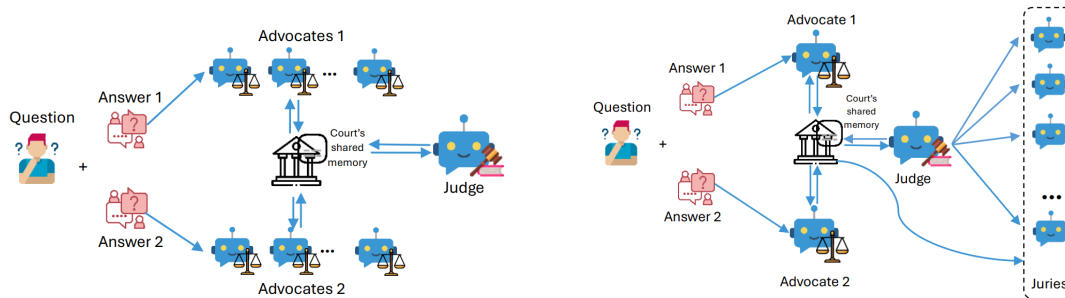 Advocates 1
Answer 1
Question
+
Court's
shared
memory
Judge
Answer 2
Advocates 2
Advocate 1
Answer 1
Question
+
Court's
shared
memory
Judge
Answer 2
Advocate 2
Juries